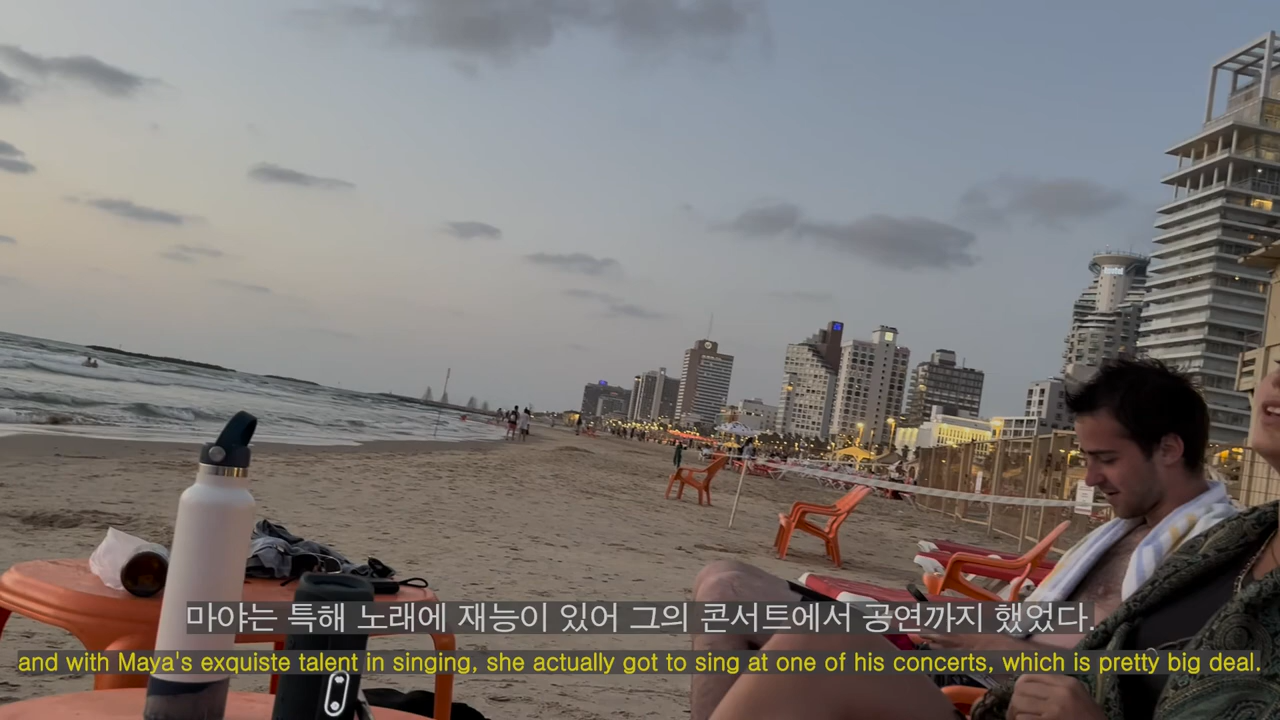 마야는 특해 노래에 재능이 있어 그의 콘서트에서 공연까지 했었다.
and with Maya's exquiste talent in singing, she actually got to sing at one of his concerts, which is pretty big deal.